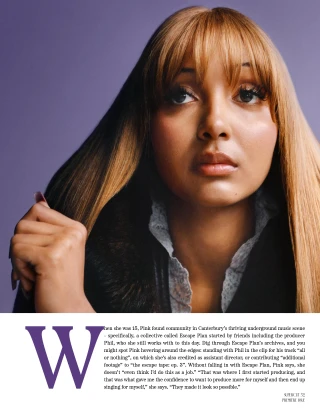 When she was 15, Pink found community in Canterbury's thriving underground music scene
– specifically, a collective called Escape Plan started by friends including the producer
Phil, who she still works with to this day. Dig through Escape Plan's archives, and you
might spot Pink hovering around the edges: standing with Phil in the clip for his track "all
or nothing", on which she's also credited as assistant director, or contributing "additional
footage" to "the escape tape ep. 2". Without falling in with Escape Plan, Pink says, she
doesn't "even think I'd do this as a job." "That was where I first started producing, and
that was what gave me the confidence to want to produce more for myself and then end up
singing for myself," she says. "They made it look so possible."